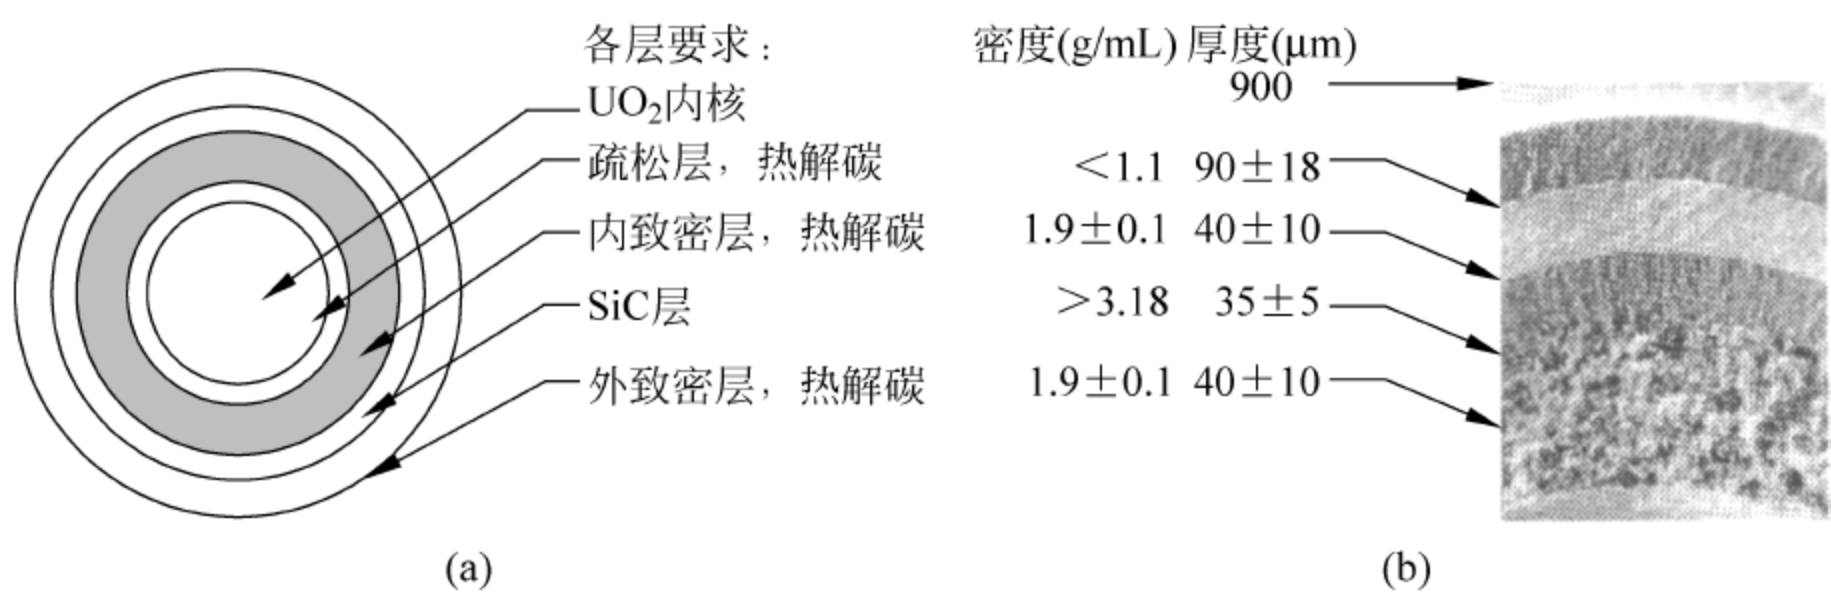 各层要求: 密度(g/mL) 厚度(μm)
900
UO₂内核
疏松层，热解碳 <1.1 90±18
内致密层，热解碳 1.9±0.1 40±10
SiC层 >3.18 35±5
外致密层，热解碳 1.9±0.1 40±10
(a) (b)